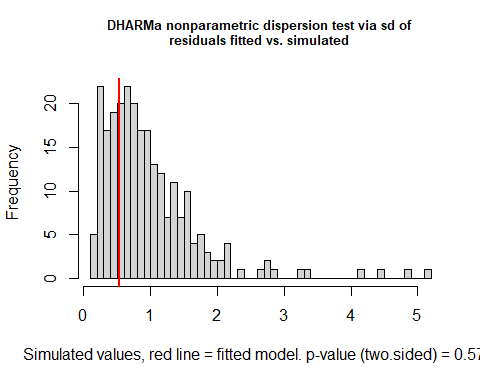 DHARMa nonparametric dispersion test via sd of
residuals fitted vs. simulated
Frequency
20
15
10
5
0
0 1 2 3 4 5
Simulated values, red line = fitted model. p-value (two.sided) = 0.57